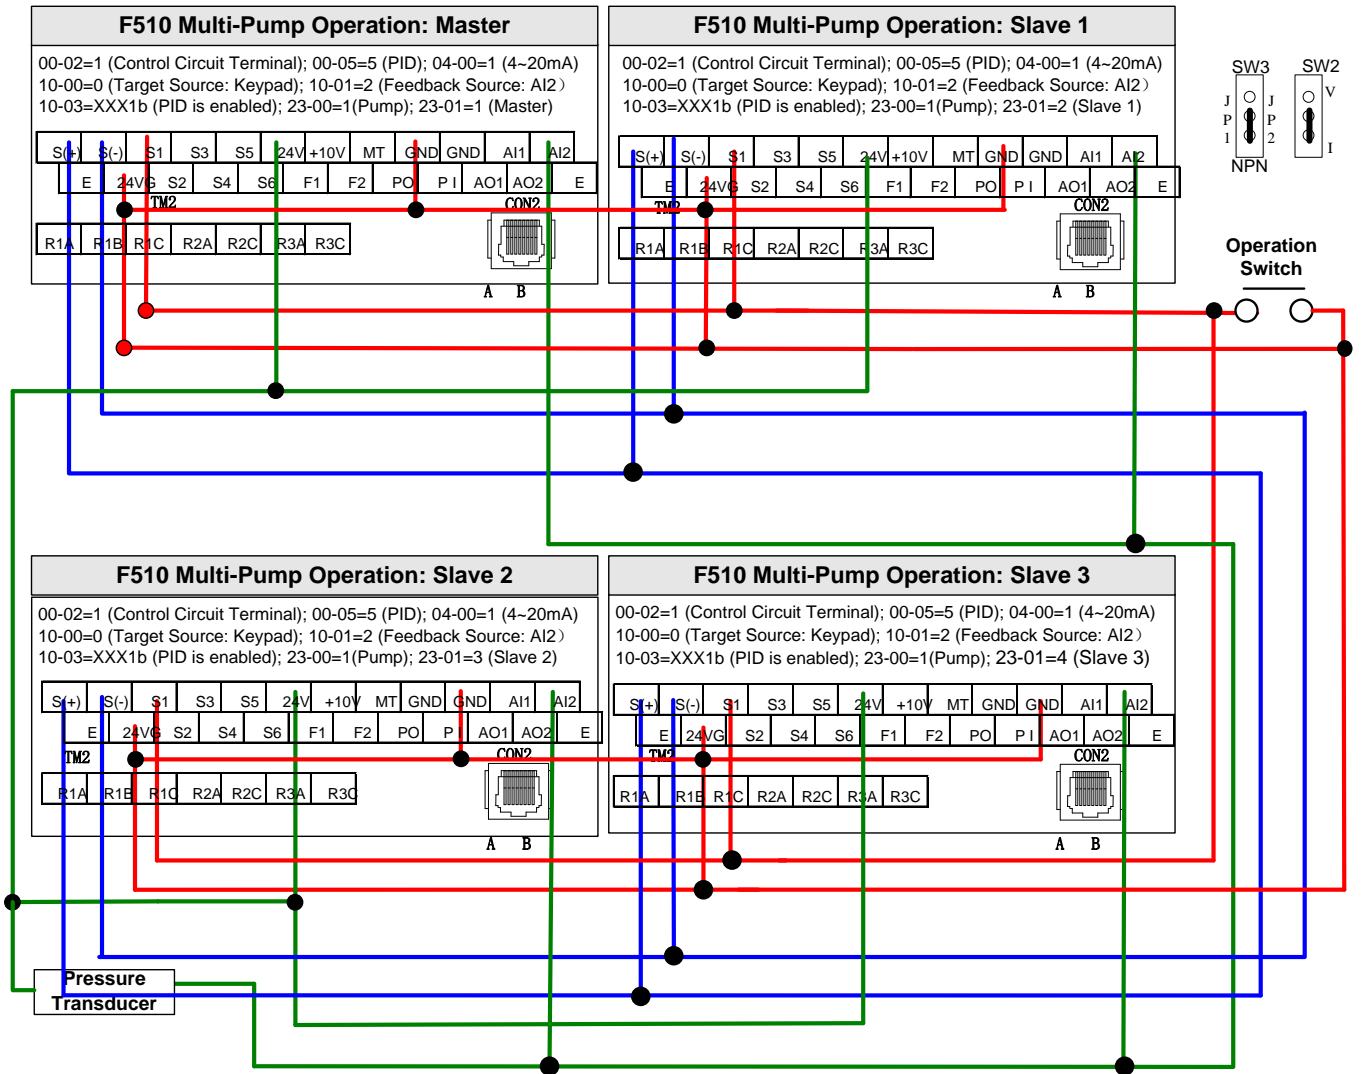 F510 Multi-Pump Operation: Master
00-02=1 (Control Circuit Terminal); 00-05=5 (PID); 04-00=1 (4~20mA)
10-00=0 (Target Source: Keypad); 10-01=2 (Feedback Source: AI2)
10-03=XXX1b (PID is enabled); 23-00=1(Pump); 23-01=1 (Master)
S(+) S(-) S1 S3 S5 24V +10V MT GND GND AI1 AI2
E 24VG S2 S4 S6 F1 F2 PO P I AO1 AO2 E
TM2 CON2
R1A R1B R1C R2A R2C R3A R3C
A B
F510 Multi-Pump Operation: Slave 1
00-02=1 (Control Circuit Terminal); 00-05=5 (PID); 04-00=1 (4~20mA)
10-00=0 (Target Source: Keypad); 10-01=2 (Feedback Source: AI2)
10-03=XXX1b (PID is enabled); 23-00=1(Pump); 23-01=2 (Slave 1)
S(+) S(-) S1 S3 S5 24V +10V MT GND GND AI1 AI2
E 24VG S2 S4 S6 F1 F2 PO P I AO1 AO2 E
TM2 CON2
R1A R1B R1C R2A R2C R3A R3C
A B
SW3 SW2
J J V
P P
1 2 I
NPN
Operation
Switch
F510 Multi-Pump Operation: Slave 2
00-02=1 (Control Circuit Terminal); 00-05=5 (PID); 04-00=1 (4~20mA)
10-00=0 (Target Source: Keypad); 10-01=2 (Feedback Source: AI2)
10-03=XXX1b (PID is enabled); 23-00=1(Pump); 23-01=3 (Slave 2)
S(+) S(-) S1 S3 S5 24V +10V MT GND GND AI1 AI2
E 24VG S2 S4 S6 F1 F2 PO P I AO1 AO2 E
TM2 CON2
R1A R1B R1C R2A R2C R3A R3C
A B
F510 Multi-Pump Operation: Slave 3
00-02=1 (Control Circuit Terminal); 00-05=5 (PID); 04-00=1 (4~20mA)
10-00=0 (Target Source: Keypad); 10-01=2 (Feedback Source: AI2)
10-03=XXX1b (PID is enabled); 23-00=1(Pump); 23-01=4 (Slave 3)
S(+) S(-) S1 S3 S5 24V +10V MT GND GND AI1 AI2
E 24VG S2 S4 S6 F1 F2 PO P I AO1 AO2 E
TM2 CON2
R1A R1B R1C R2A R2C R3A R3C
A B
Pressure
Transducer